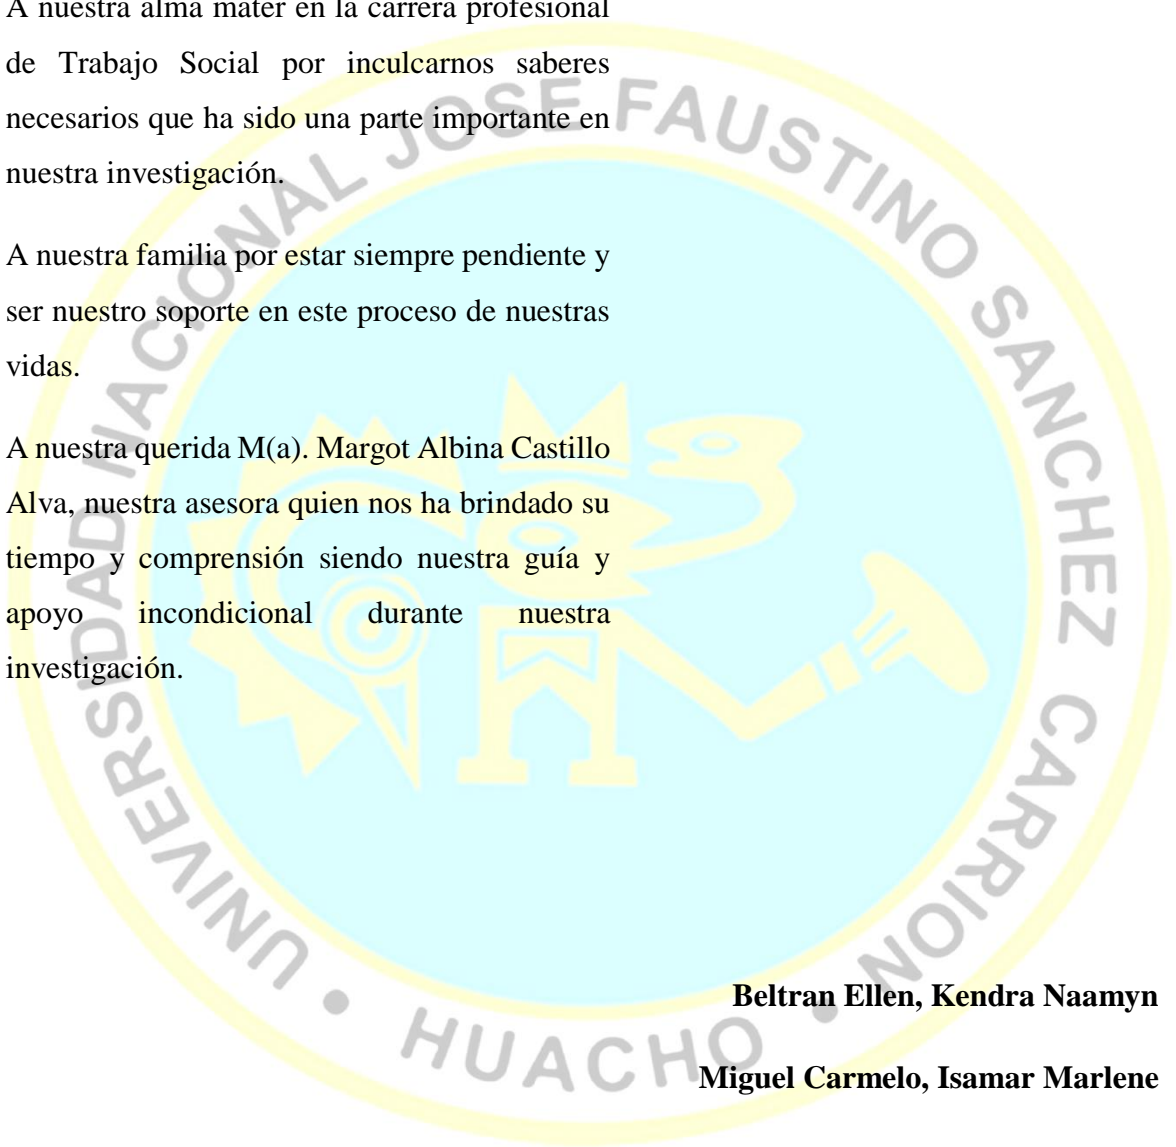 A nuestra alma mater en la carrera profesional
de Trabajo Social por inculcarnos saberes
necesarios que ha sido una parte importante en
nuestra investigación.
A nuestra familia por estar siempre pendiente y
ser nuestro soporte en este proceso de nuestras
vidas.
A nuestra querida M(a). Margot Albina Castillo
Alva, nuestra asesora quien nos ha brindado su
tiempo y comprensión siendo nuestra guía y
apoyo incondicional durante nuestra
investigación.
Beltran Ellen, Kendra Naamyn
Miguel Carmelo, Isamar Marlene
UNIVERSIDAD NACIONAL JOSE FAUSTINO SANCHEZ CARRION • HUACHO •